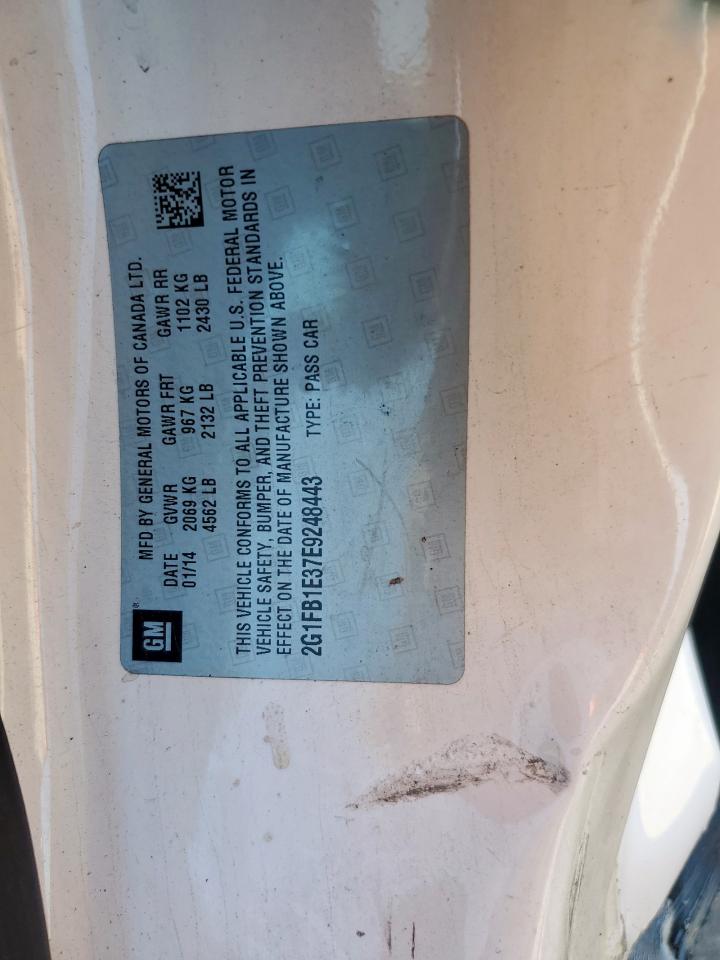 GM®
MFD BY GENERAL MOTORS OF CANADA LTD.
DATE GVWR GAWR FRT GAWR RR
01/14 2069 KG 967 KG 1102 KG
4562 LB 2132 LB 2430 LB
THIS VEHICLE CONFORMS TO ALL APPLICABLE U.S. FEDERAL MOTOR
VEHICLE SAFETY, BUMPER, AND THEFT PREVENTION STANDARDS IN
EFFECT ON THE DATE OF MANUFACTURE SHOWN ABOVE.
2G1FB1E37E9248443 TYPE: PASS CAR